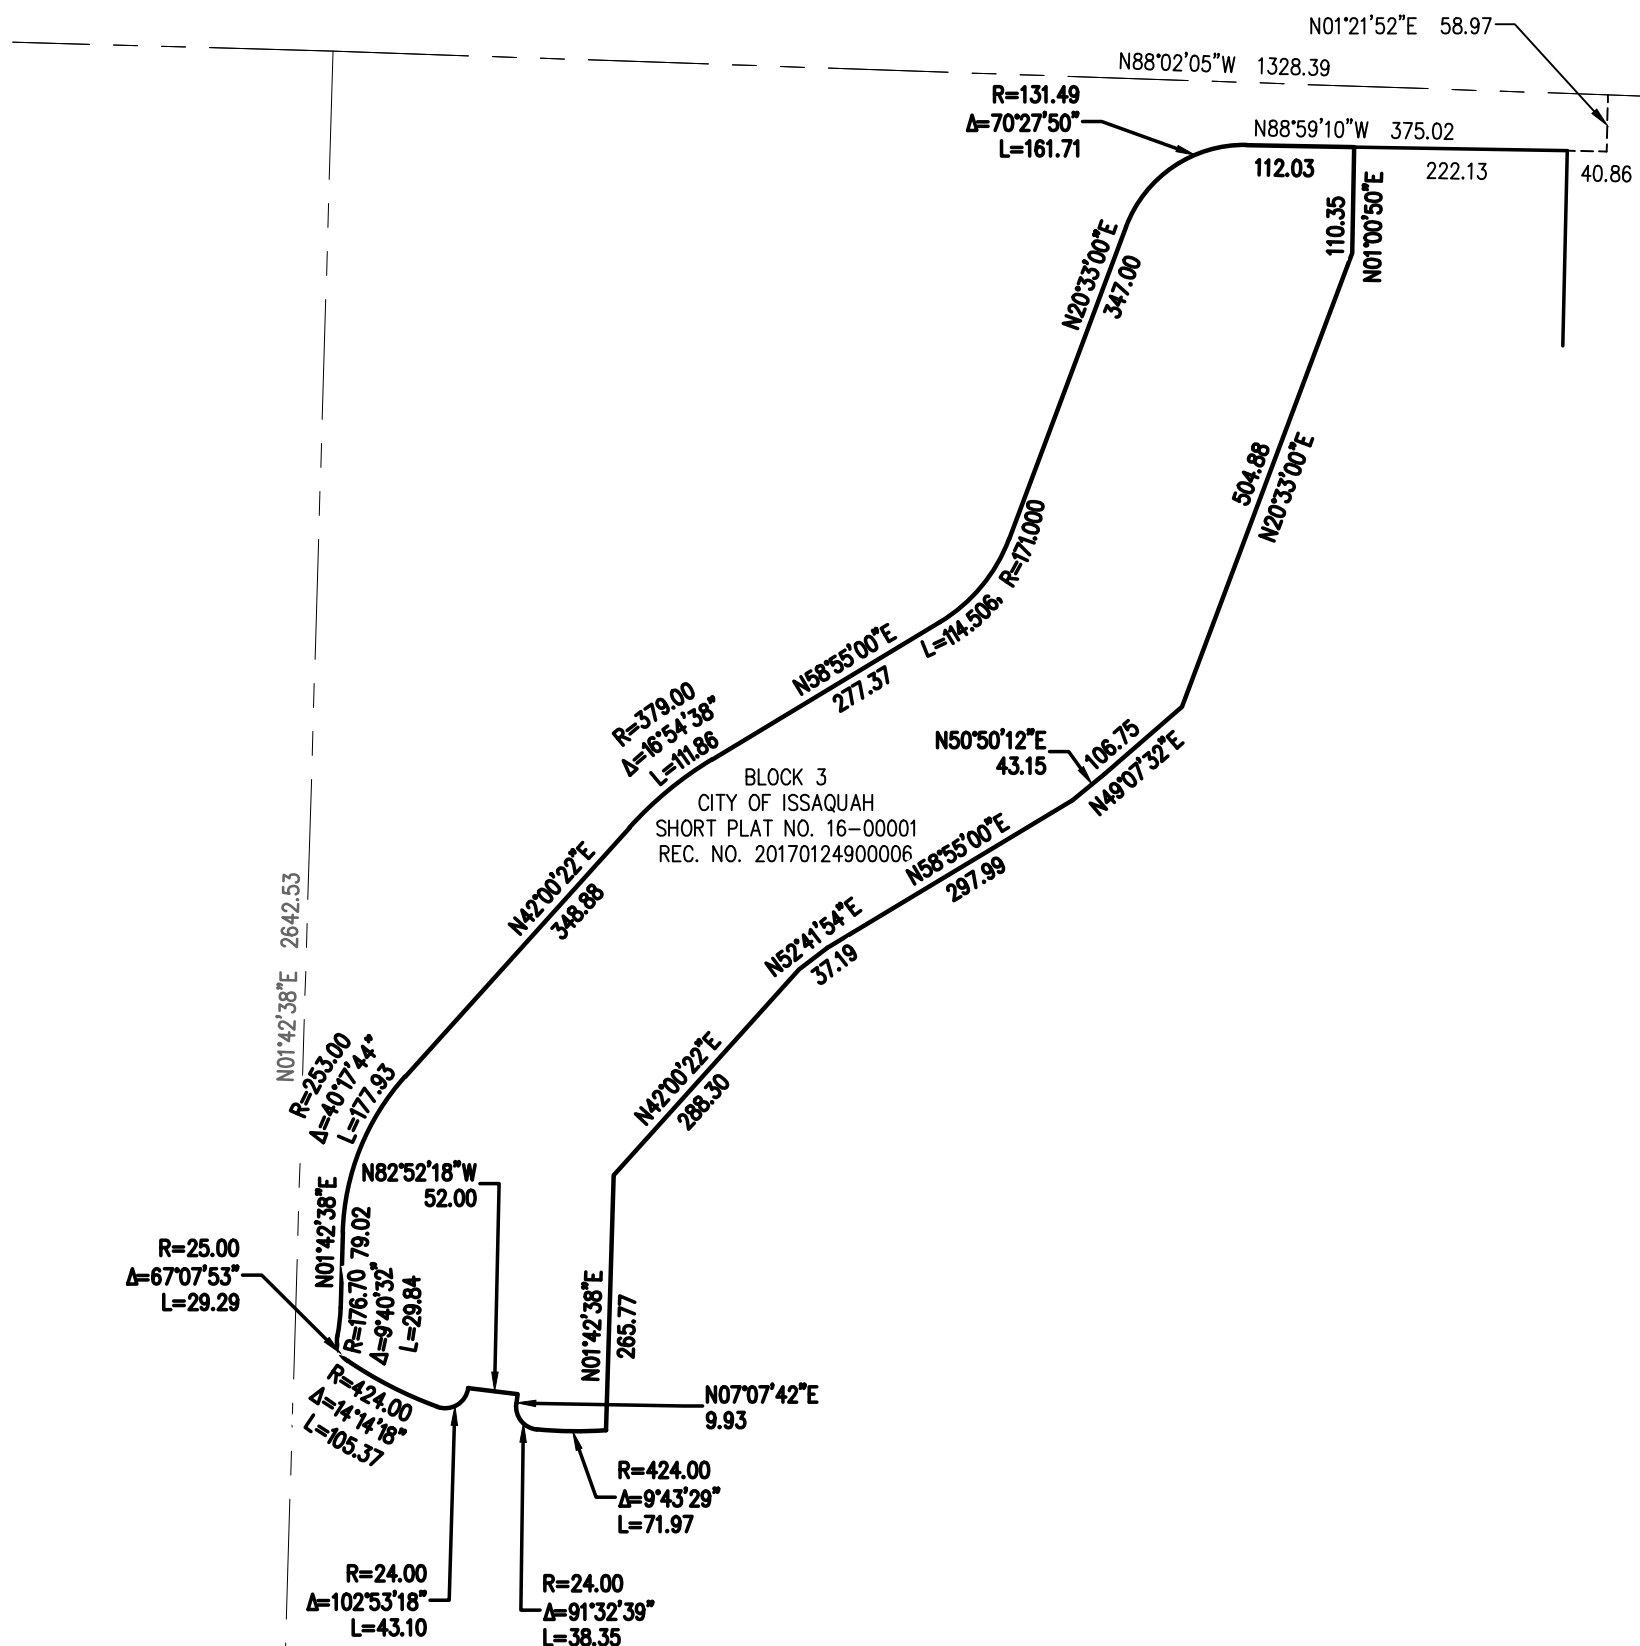 N01°21'52"E 58.97
N88°02'05"W 1328.39
R=131.49
Δ=70°27'50"
L=161.71
N88°59'10"W 375.02
112.03
222.13
40.86
110.35
N01°00'50"E
N20°33'00"E
347.00
504.88
N20°33'00"E
L=114.506, R=171.000
N58°55'00"E
277.37
R=379.00
Δ=16°54'38"
L=111.86
N50°50'12"E
43.15
106.75
N49°07'32"E
BLOCK 3
CITY OF ISSAQUAH
SHORT PLAT NO. 16-00001
REC. NO. 20170124900006
N58°55'00"E
297.99
N42°00'22"E
348.88
N52°41'54"E
37.19
N01°42'38"E 2642.53
R=253.00
Δ=40°17'44"
L=177.93
N42°00'22"E
288.30
N82°52'18"W
52.00
N01°42'38"E
79.02
R=25.00
Δ=67°07'53"
L=29.29
R=176.70
Δ=9°40'32"
L=29.84
N01°42'38"E
265.77
R=424.00
Δ=14°14'18"
L=105.37
N07°07'42"E
9.93
R=424.00
Δ=9°43'29"
L=71.97
R=24.00
Δ=102°53'18"
L=43.10
R=24.00
Δ=91°32'39"
L=38.35